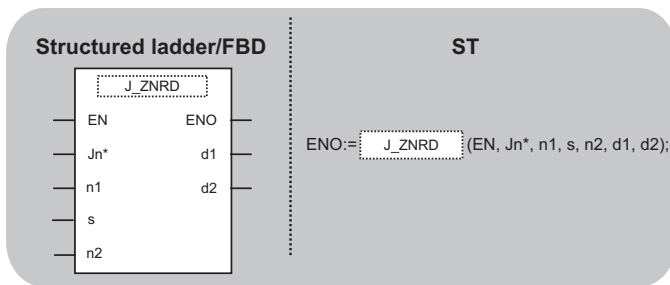 Structured ladder/FBD
J_ZNRD
EN ENO
Jn* d1
n1 d2
s
n2
ST
ENO:= J_ZNRD (EN, Jn*, n1, s, n2, d1, d2);